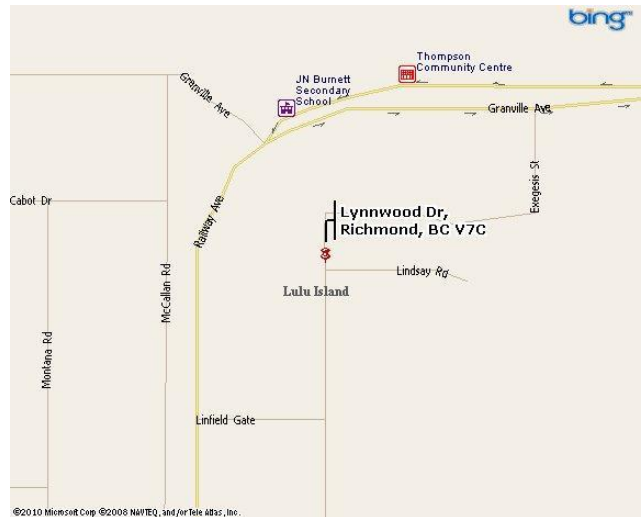 bing
Thompson
Community Centre
JN Burnett
Secondary
School
Granville Ave
Granville Ave
Exegesis St
Cabot Dr
Railway Ave
Lynnwood Dr,
Richmond, BC V7C
McCallan Rd
Lindsay Rd
Lulu Island
Montana Rd
Linfield Gate
©2010 Microsoft Corp ©2008 NAVTEQ, and/or Tele Atlas, Inc.